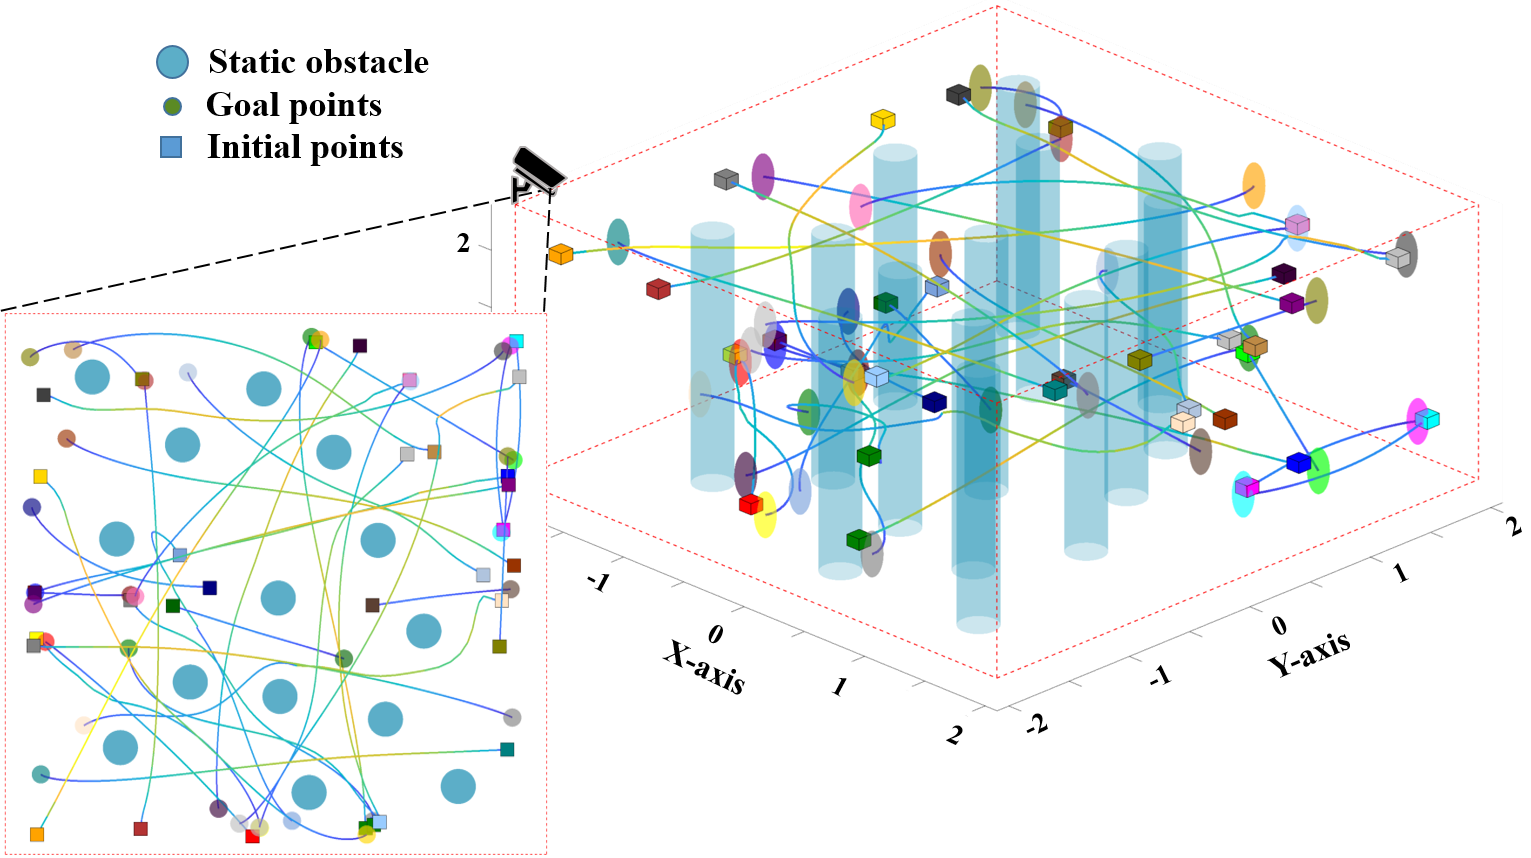 Static obstacle
Goal points
Initial points
2
-1
0
1
2
X-axis
-2
-1
0
1
2
Y-axis